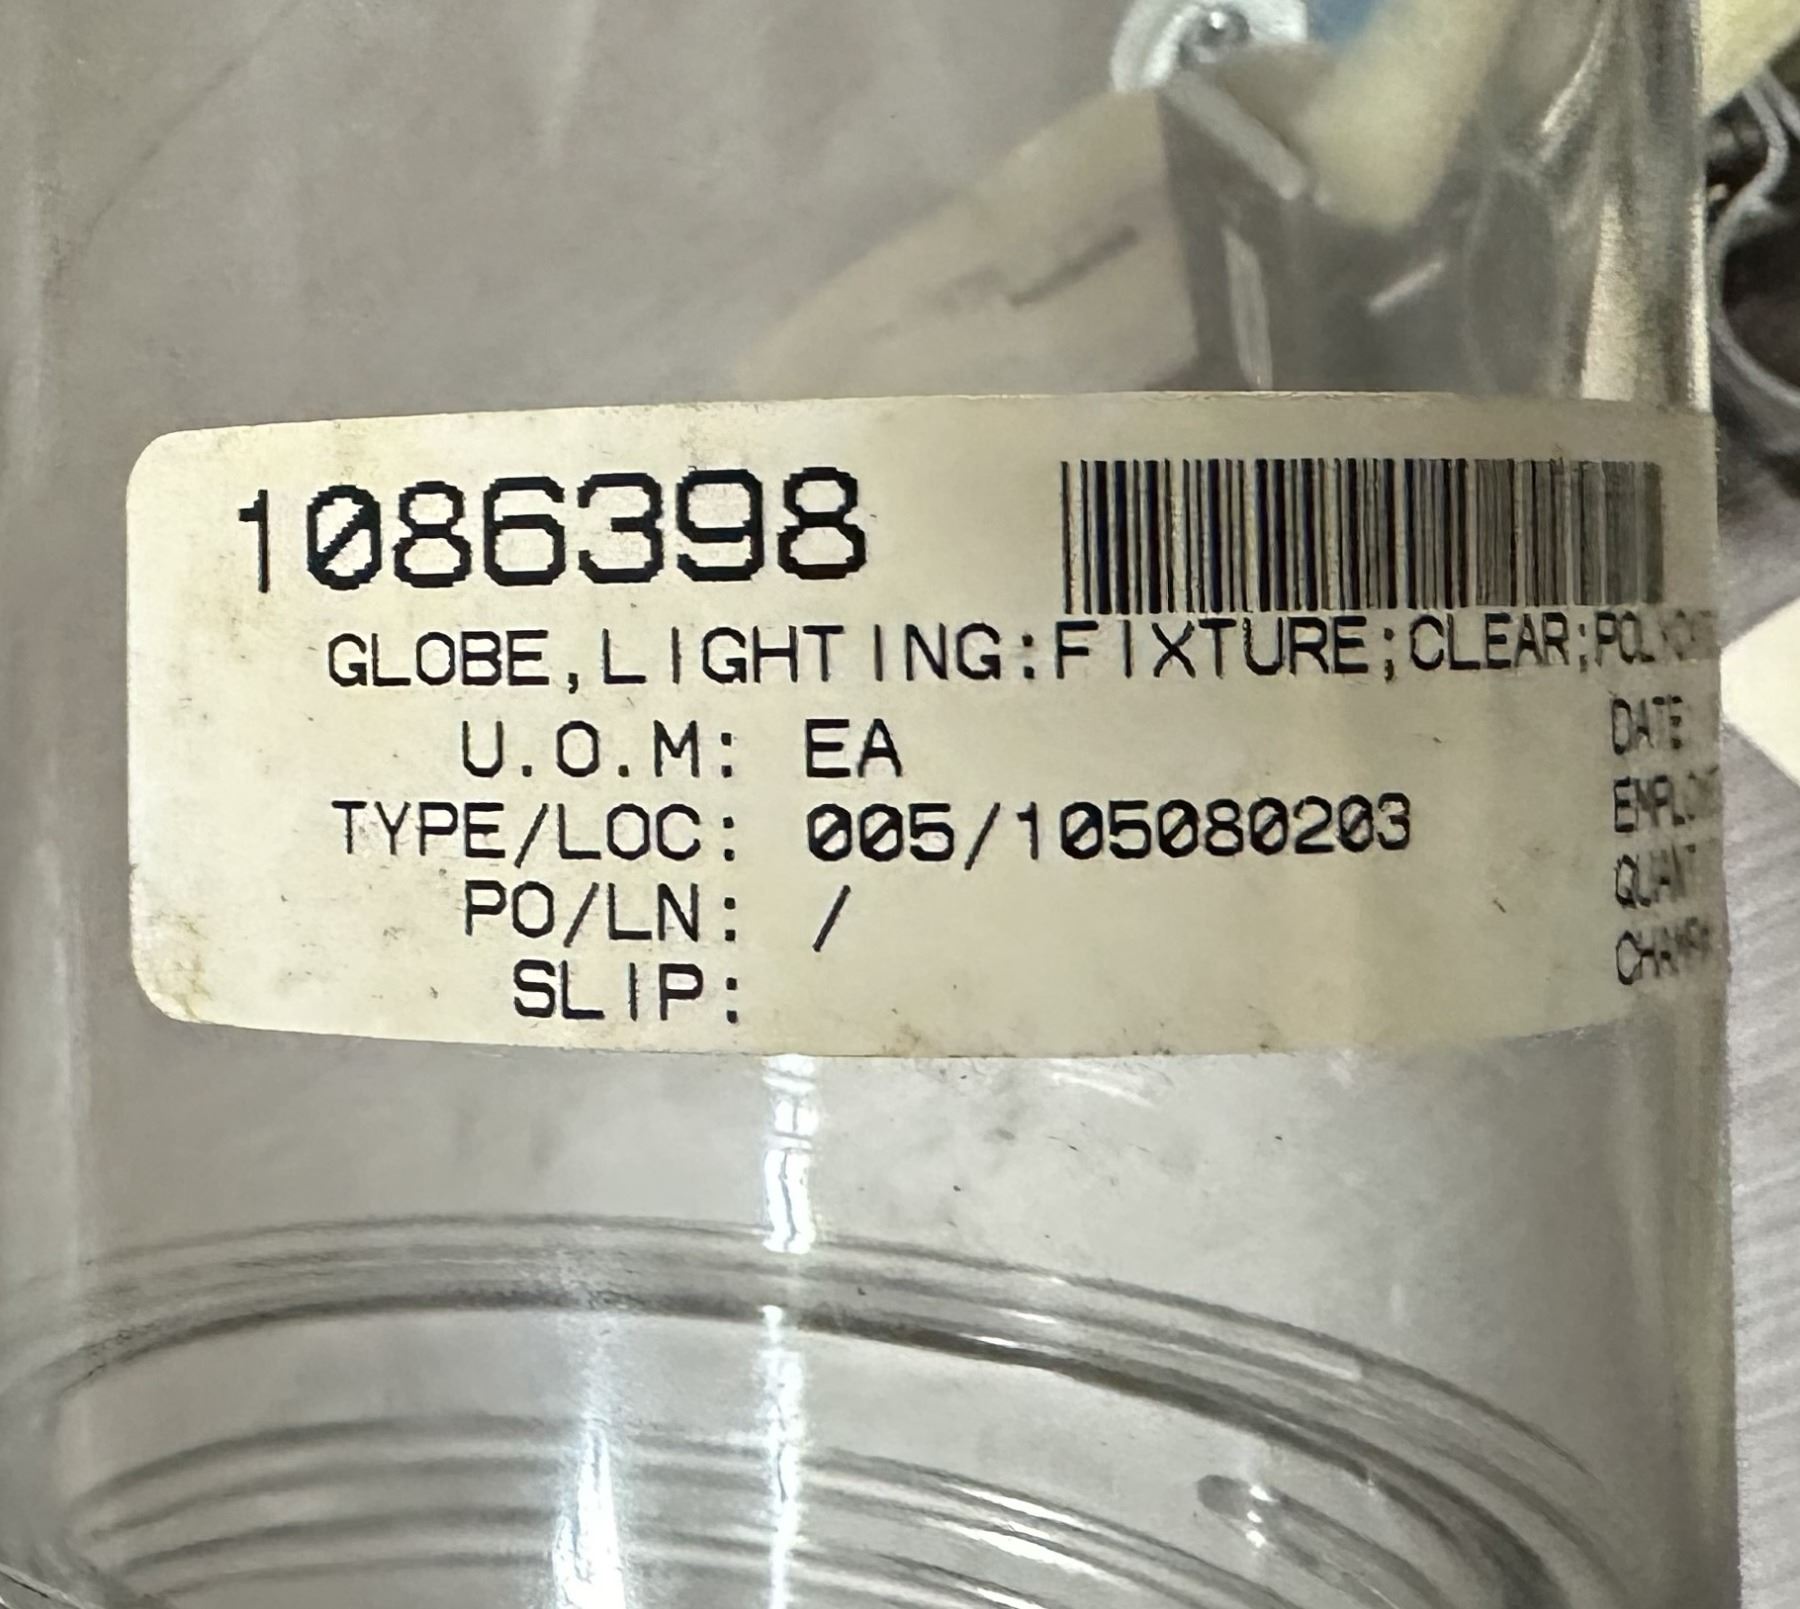 1086398
GLOBE,LIGHTING:FIXTURE;CLEAR;
U.O.M: EA
DATE
TYPE/LOC: 005/105080203
PO/LN: /
SLIP: